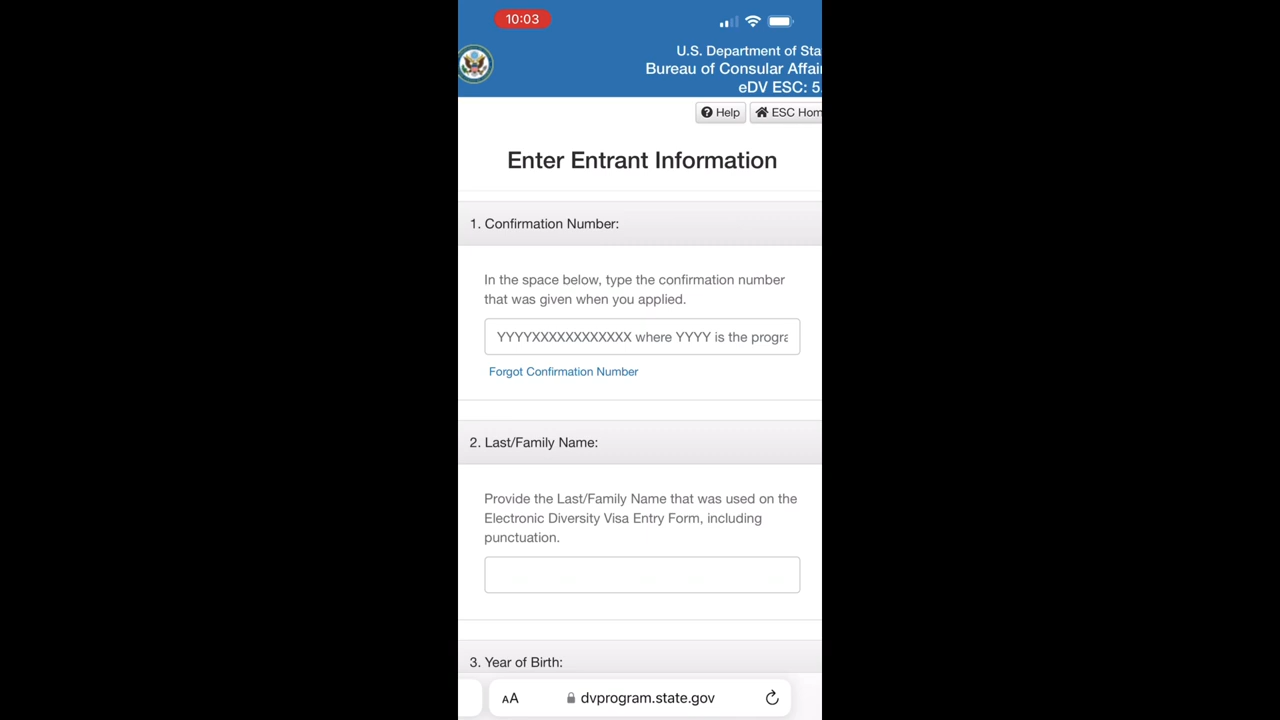 10:03
U.S. Department of Sta
Bureau of Consular Affai
eDV ESC: 5.
Help
ESC Hom
Enter Entrant Information
1. Confirmation Number:
In the space below, type the confirmation number
that was given when you applied.
YYYYXXXXXXXXXXXX where YYYY is the progra
Forgot Confirmation Number
2. Last/Family Name:
Provide the Last/Family Name that was used on the
Electronic Diversity Visa Entry Form, including
punctuation.
3. Year of Birth:
AA
dvprogram.state.gov